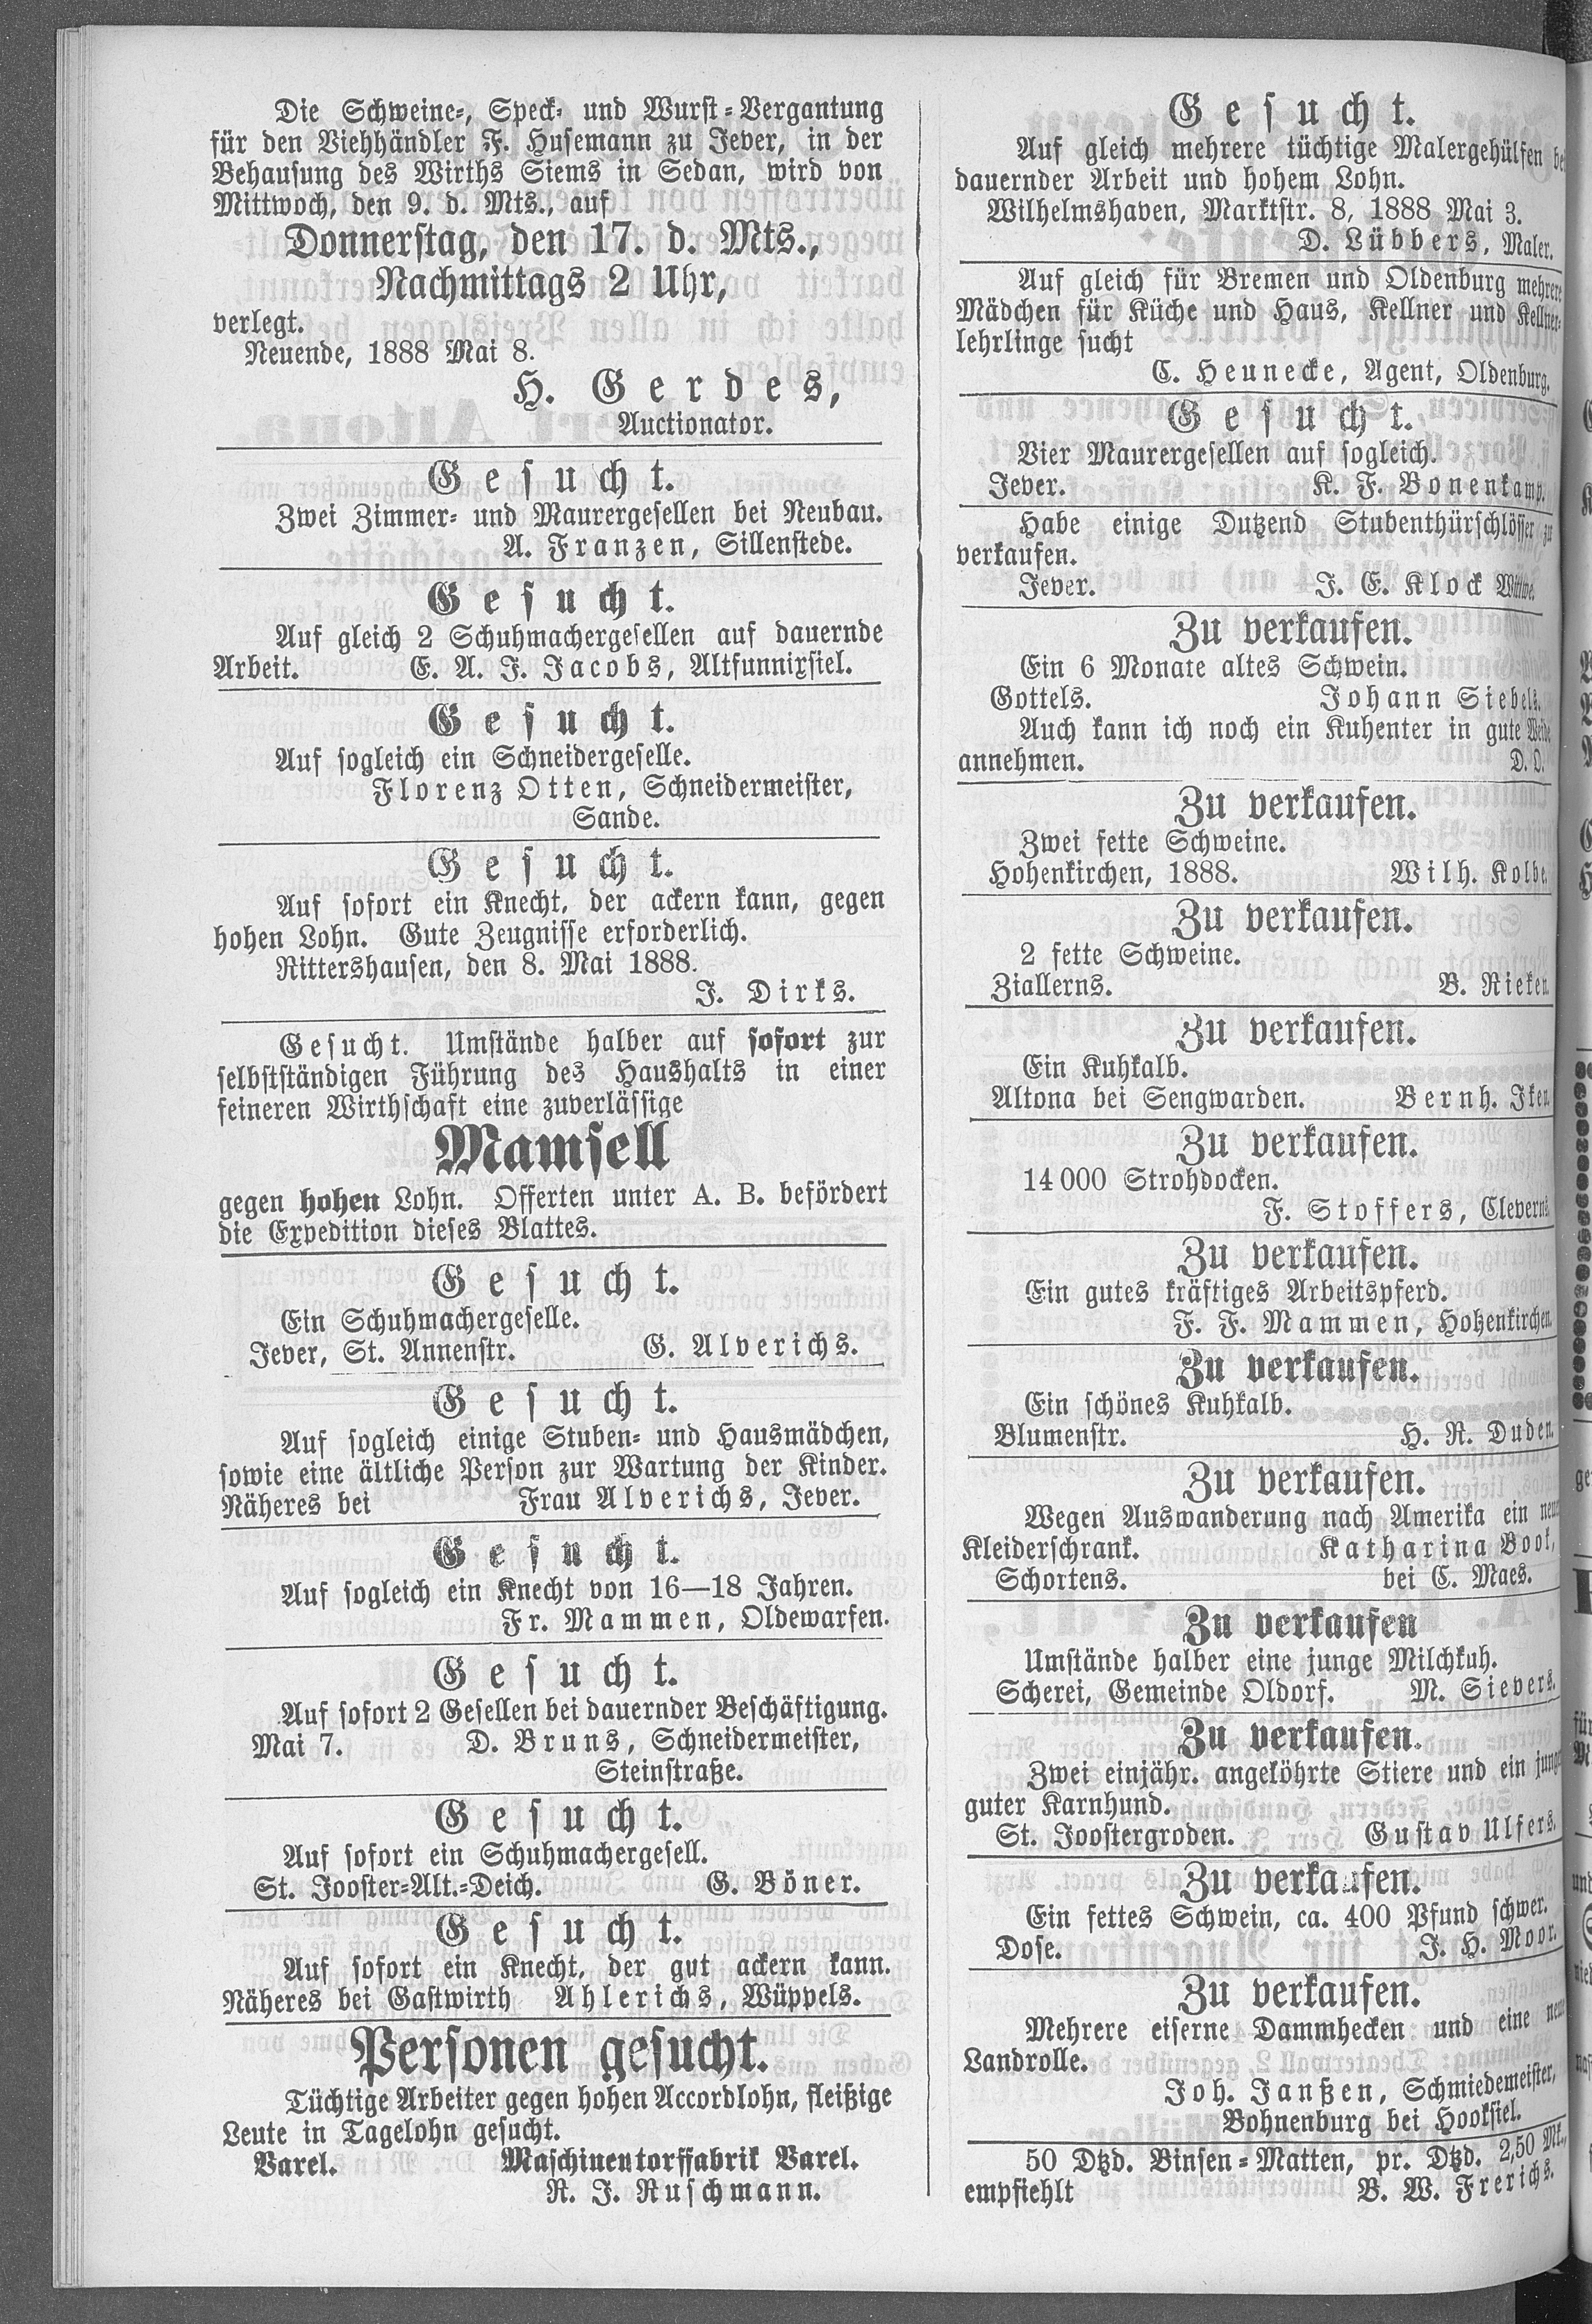 Die Schweine-, Speck- und Wurst-Vergantung
für den Viehhändler F. Husemann zu Jever, in der
Behausung des Wirths Siems in Sedan, wird von
Mittwoch, den 9. d. Mts., auf
Donnerstag, den 17. d. Mts.,
Nachmittags 2 Uhr,
verlegt.
Neuende, 1888 Mai 8.
H. Gerdes,
Auctionator.
Gesucht.
Zwei Zimmer- und Maurergesellen bei Neubau.
A. Franzen, Sillenstede.
Gesucht.
Auf gleich 2 Schuhmachergesellen auf dauernde
Arbeit. E. A. J. Jacobs, Altfunnixsiel.
Gesucht.
Auf sogleich ein Schneidergeselle.
Florenz Otten, Schneidermeister,
Sande.
Gesucht.
Auf sofort ein Knecht, der ackern kann, gegen
hohen Lohn. Gute Zeugnisse erforderlich.
Rittershausen, den 8. Mai 1888.
J. Dirks.
Gesucht. Umstände halber auf sofort zur
selbstständigen Führung des Haushalts in einer
feineren Wirthschaft eine zuverlässige
Mamsell
gegen hohen Lohn. Offerten unter A. B. befördert
die Expedition dieses Blattes.
Gesucht.
Ein Schuhmachergeselle.
Jever, St. Annenstr. G. Alverichs.
Gesucht.
Auf sogleich einige Stuben- und Hausmädchen,
sowie eine ältliche Person zur Wartung der Kinder.
Näheres bei Frau Alverichs, Jever.
Gesucht.
Auf sogleich ein Knecht von 16—18 Jahren.
Fr. Mammen, Oldewarfen.
Gesucht.
Auf sofort 2 Gesellen bei dauernder Beschäftigung.
Mai 7. D. Bruns, Schneidermeister,
Steinstraße.
Gesucht.
Auf sofort ein Schuhmachergesell.
St. Jooster-Alt.-Deich. G. Böner.
Gesucht.
Auf sofort ein Knecht, der gut ackern kann.
Näheres bei Gastwirth Ahlerichs, Wüppels.
Personen gesucht.
Tüchtige Arbeiter gegen hohen Accordlohn, fleißige
Leute in Tagelohn gesucht.
Varel. Maschinentorffabrik Varel.
R. J. Ruschmann.
Gesucht.
Auf gleich mehrere tüchtige Malergehülfen bei
dauernder Arbeit und hohem Lohn.
Wilhelmshaven, Marktstr. 8, 1888 Mai 3.
D. Lübbers, Maler.
Auf gleich für Bremen und Oldenburg mehrere
Mädchen für Küche und Haus, Kellner und Kellner-
lehrlinge sucht
C. Heunecke, Agent, Oldenburg.
Gesucht.
Vier Maurergesellen auf sogleich.
Jever. K. F. Bonenkamp.
Habe einige Dutzend Stubenthürschlösser zu
verkaufen.
Jever. J. E. Klock Wittwe.
Zu verkaufen.
Ein 6 Monate altes Schwein.
Gottels. Johann Siebels.
Auch kann ich noch ein Kuhenter in gute Weide
annehmen. D. O.
Zu verkaufen.
Zwei fette Schweine.
Hohenkirchen, 1888. Wilh. Kolbe.
Zu verkaufen.
2 fette Schweine.
Ziallerns. B. Rieken.
Zu verkaufen.
Ein Kuhkalb.
Altona bei Sengwarden. Bernh. Iken.
Zu verkaufen.
14000 Strohdocken.
F. Stoffers, Cleverns.
Zu verkaufen.
Ein gutes kräftiges Arbeitspferd.
F. F. Mammen, Hohenkirchen.
Zu verkaufen.
Ein schönes Kuhkalb.
Blumenstr. H. R. Duden.
Zu verkaufen.
Wegen Auswanderung nach Amerika ein neuer
Kleiderschrank. Katharina Book,
Schortens. bei C. Maes.
Zu verkaufen
Umstände halber eine junge Milchkuh.
Scherei, Gemeinde Oldorf. M. Sievers.
Zu verkaufen.
Zwei einjähr. angelöhrte Stiere und ein junger
guter Karnhund.
St. Joostergroden. Gustav Ulfers.
Zu verkaufen.
Ein fettes Schwein, ca. 400 Pfund schwer.
Dose. J. H. Moor.
Zu verkaufen.
Mehrere eiserne Dammhecken und eine neue
Landrolle.
Joh. Janßen, Schmiedemeister,
Bohnenburg bei Hooksiel.
50 Dtzd. Binsen-Matten, pr. Dtzd. 2,50 Mk.,
empfiehlt B. W. Frerichs.